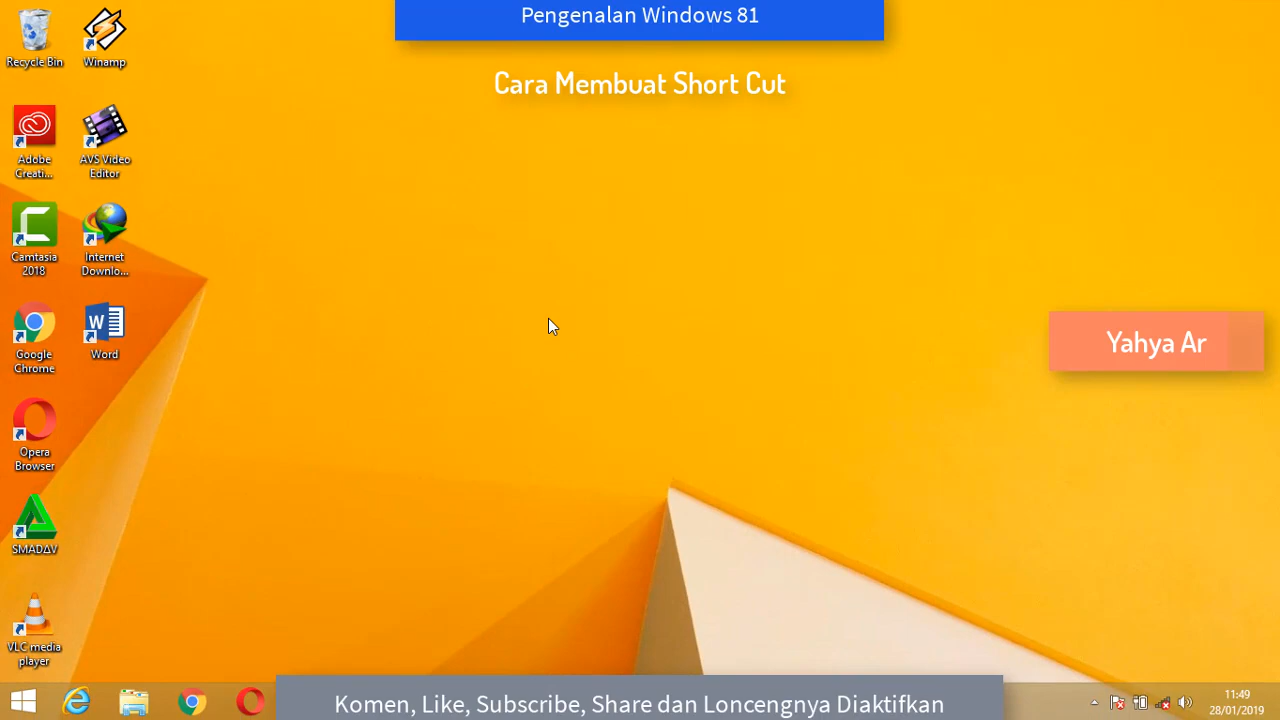 Pengenalan Windows 81
Cara Membuat Short Cut
Recycle Bin
Winamp
Adobe
Creati...
AVS Video
Editor
Camtasia
2018
Internet
Downlo...
Google
Chrome
Word
Opera
Browser
SMADΔV
VLC media
player
Yahya Ar
Komen, Like, Subscribe, Share dan Loncengnya Diaktifkan
11:49
28/01/2019